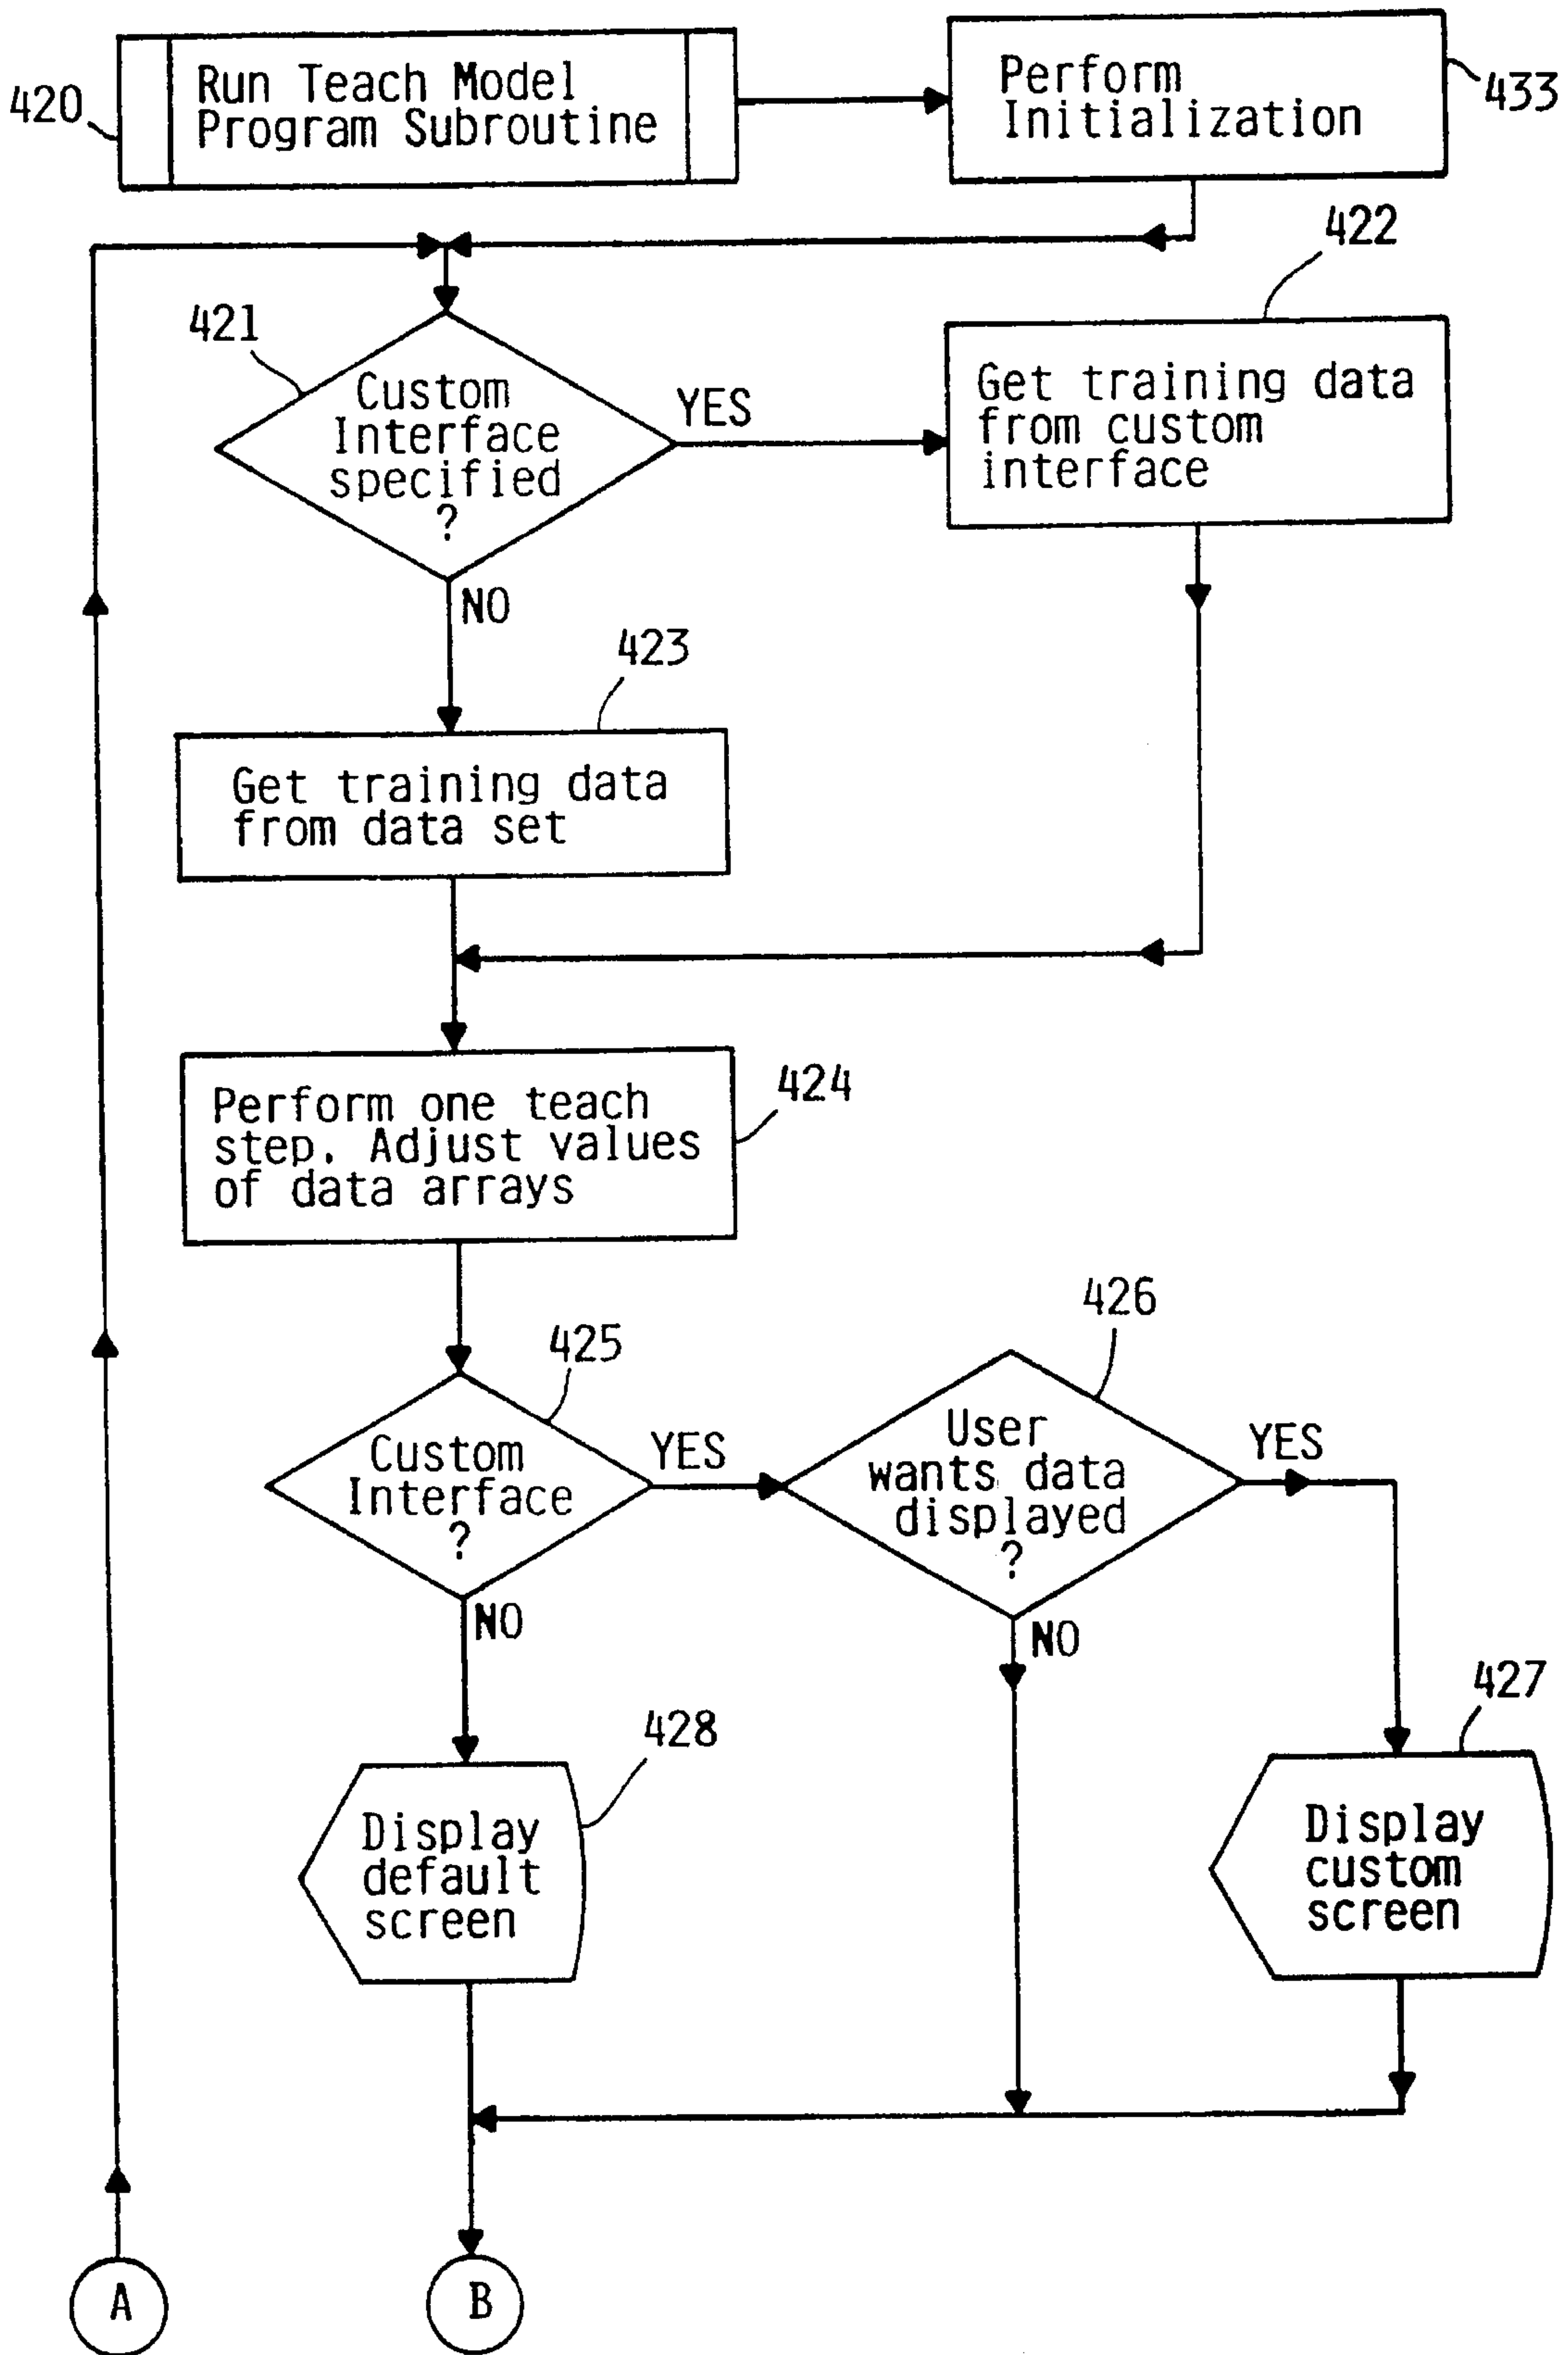 420
Run Teach Model
Program Subroutine
Perform
Initialization
433
421
Custom
Interface
specified
?
YES
NO
422
Get training data
from custom
interface
423
Get training data
from data set
424
Perform one teach
step. Adjust values
of data arrays
425
Custom
Interface
?
YES
NO
426
User
wants data
displayed
?
YES
NO
428
Display
default
screen
427
Display
custom
screen
A
B